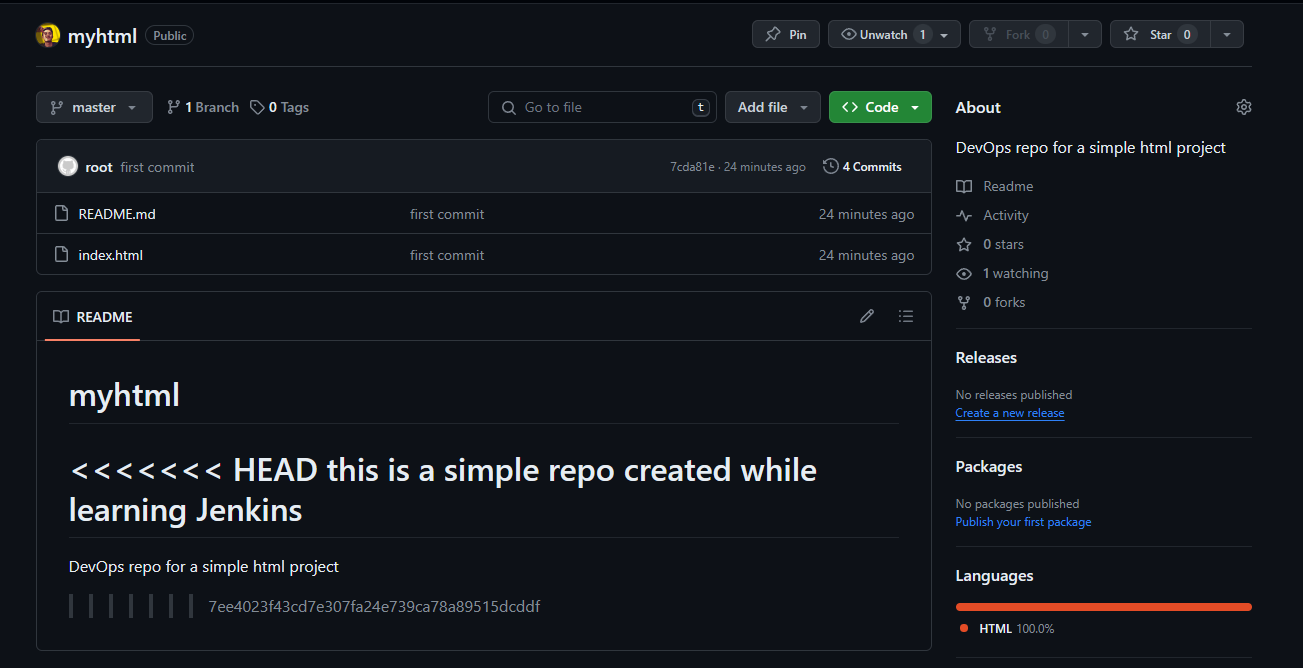 myhtml Public Pin Unwatch 1 Fork 0 Star 0
master 1 Branch 0 Tags Go to file t Add file Code
root first commit 7cda81e · 24 minutes ago 4 Commits
README.md first commit 24 minutes ago
index.html first commit 24 minutes ago
README
myhtml
<<<<<<< HEAD this is a simple repo created while
learning Jenkins
DevOps repo for a simple html project
7ee4023f43cd7e307fa24e739ca78a89515dcddf
About
DevOps repo for a simple html project
Readme
Activity
0 stars
1 watching
0 forks
Releases
No releases published
Create a new release
Packages
No packages published
Publish your first package
Languages
HTML 100.0%